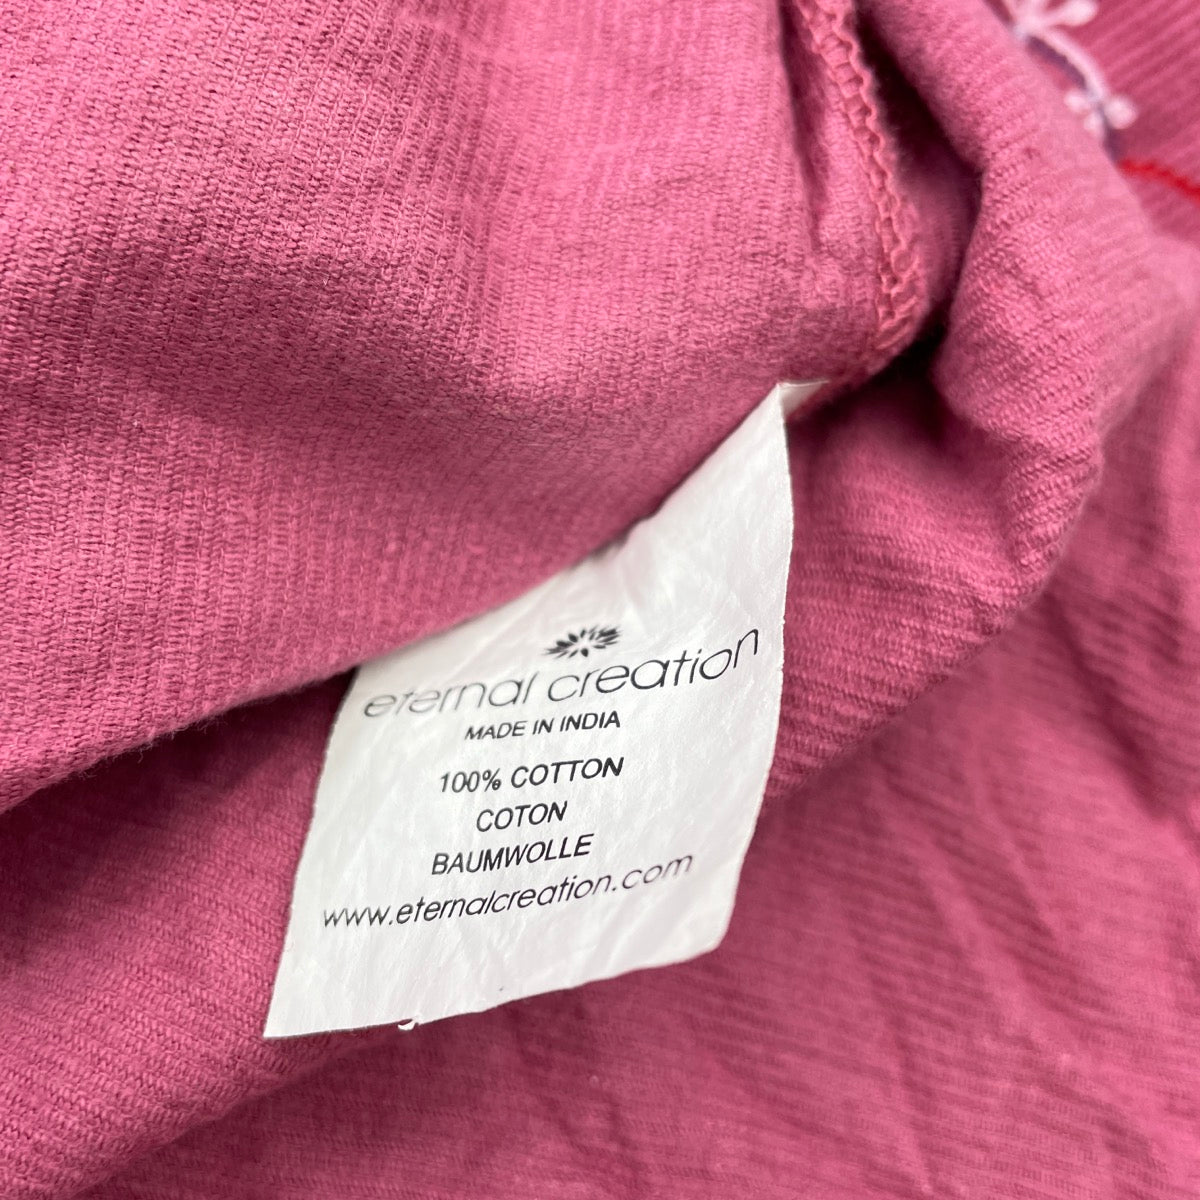 eternal creation
MADE IN INDIA
100% COTTON
COTON
BAUMWOLLE
www.eternalcreation.com